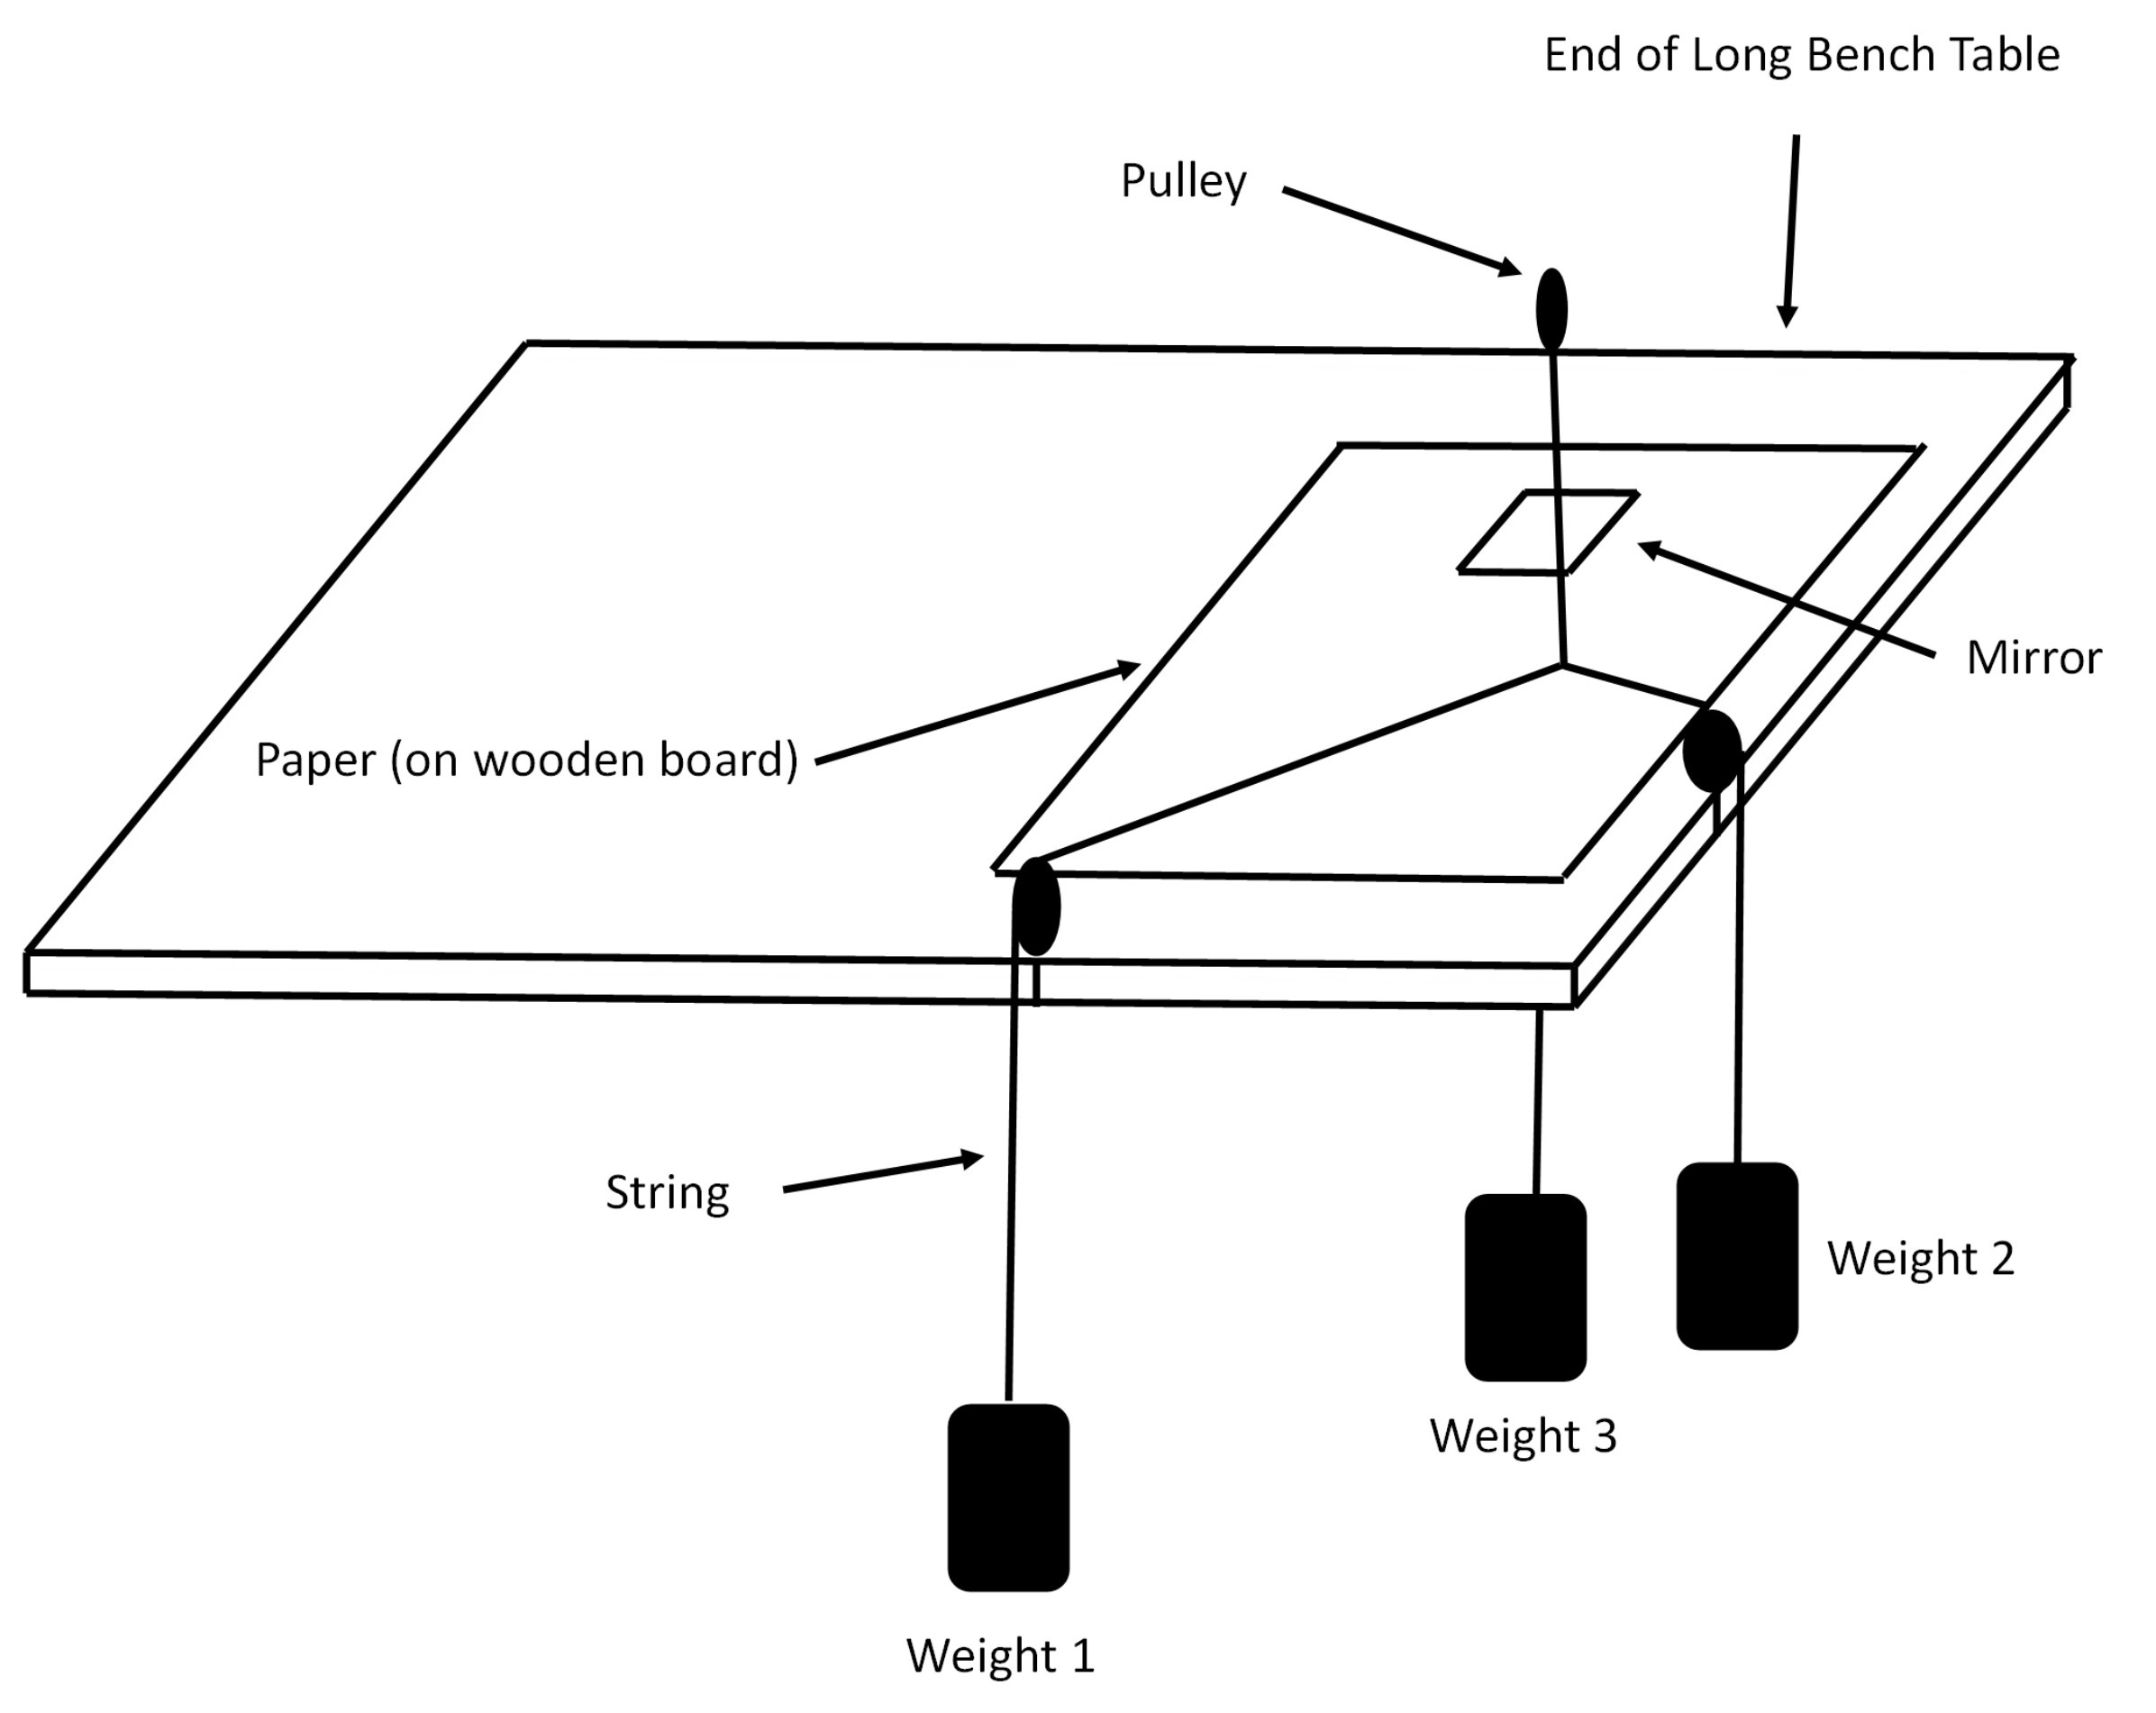 End of Long Bench Table
Pulley
Mirror
Paper (on wooden board)
String
Weight 2
Weight 3
Weight 1